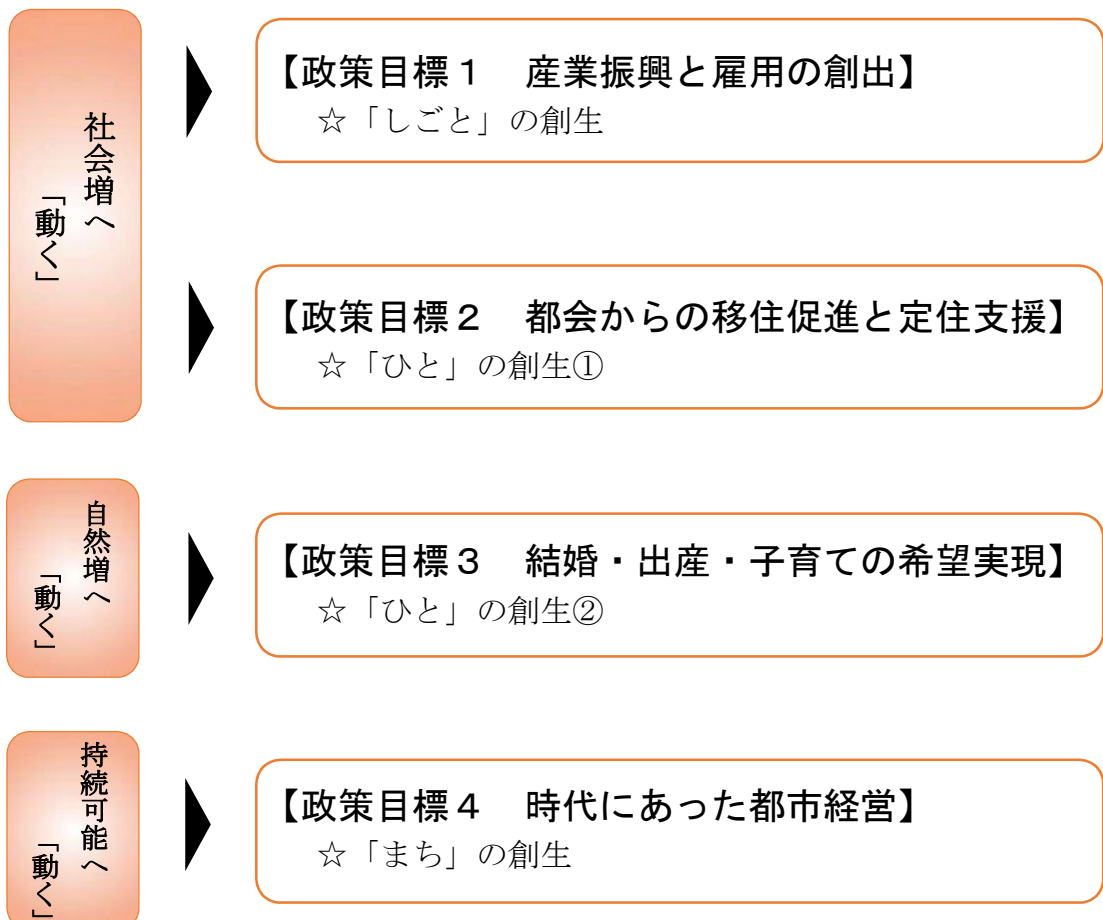 社会増へ
「動く」
【政策目標１　産業振興と雇用の創出】
☆「しごと」の創生
【政策目標２　都会からの移住促進と定住支援】
☆「ひと」の創生①
自然増へ
「動く」
【政策目標３　結婚・出産・子育ての希望実現】
☆「ひと」の創生②
持続可能へ
「動く」
【政策目標４　時代にあった都市経営】
☆「まち」の創生